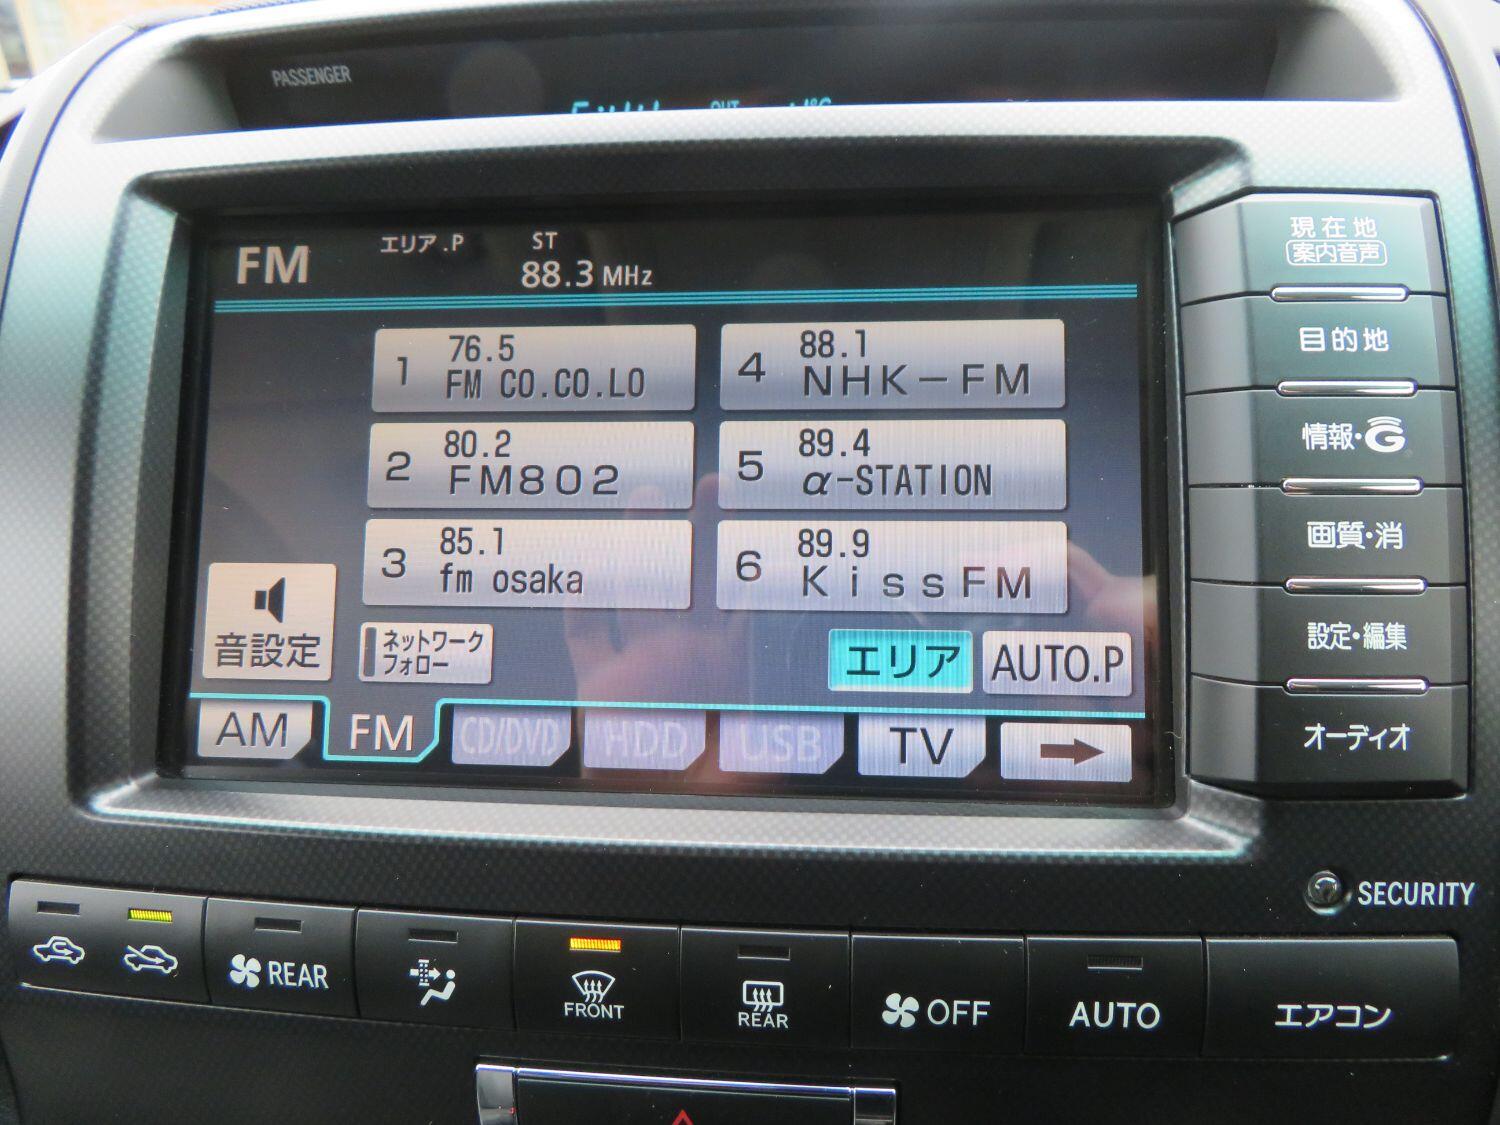 PASSENGER
OUT
FM
エリア.P
ST
88.3 MHz
1 76.5
FM CO.CO.LO
4 88.1
NHK-FM
2 80.2
FM802
5 89.4
α-STATION
3 85.1
fm osaka
6 89.9
KissFM
音設定
ネットワーク
フォロー
エリア
AUTO.P
AM
FM
CD/DVD
HDD
USB
TV
現在地
案内音声
目的地
情報・G
画質・消
設定・編集
オーディオ
SECURITY
REAR
FRONT
REAR
OFF
AUTO
エアコン